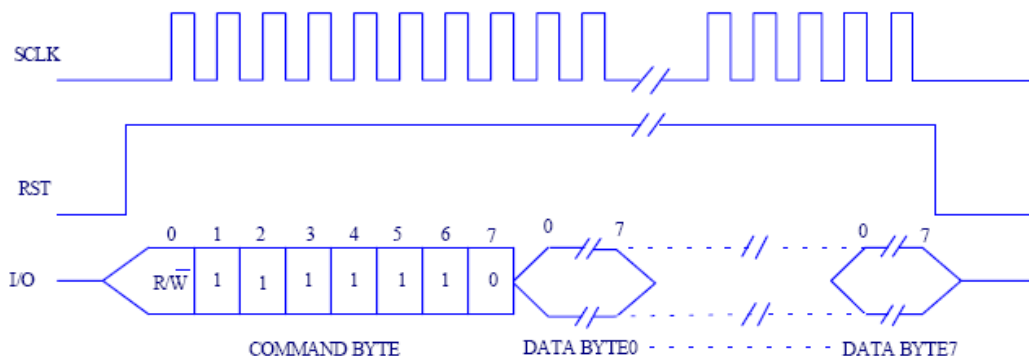 SCLK
RST
0 1 2 3 4 5 6 7 0 7 0 7
I/O R/W̅ 1 1 1 1 1 1 0
COMMAND BYTE DATA BYTE0 DATA BYTE7